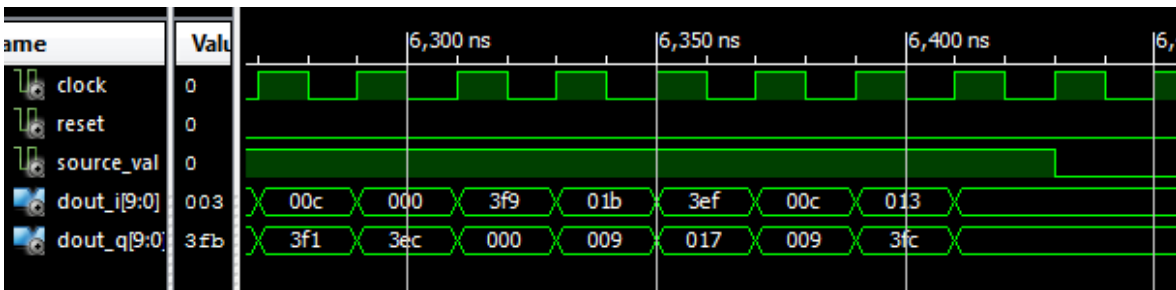 ame Valu 6,300 ns 6,350 ns 6,400 ns 6,
clock 0
reset 0
source_val 0
dout_i[9:0] 003 00c 000 3f9 01b 3ef 00c 013
dout_q[9:0] 3fb 3f1 3ec 000 009 017 009 3fc